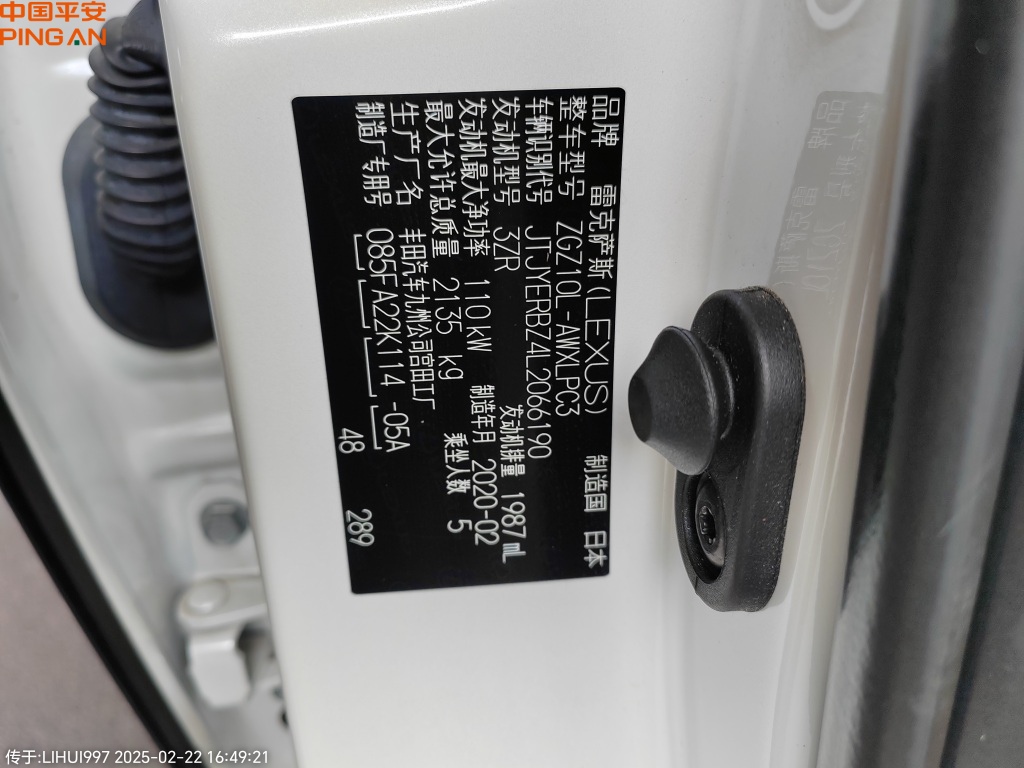 中国平安
PING AN
品牌 雷克萨斯(LEXUS) 制造国 日本
整车型号 ZGZ10L-AWXLPC3
车辆识别代号 JTJYERBZ4L2066190
发动机型号 3ZR 发动机排量 1987mL
发动机最大净功率 110kW 制造年月 2020-02
最大允许总质量 2135 kg 乘坐人数 5
生产厂名 丰田汽车九州公司宫田工厂
制造厂专用号 085FA22K114-05A
48 289
传于:LIHUI997 2025-02-22 16:49:21